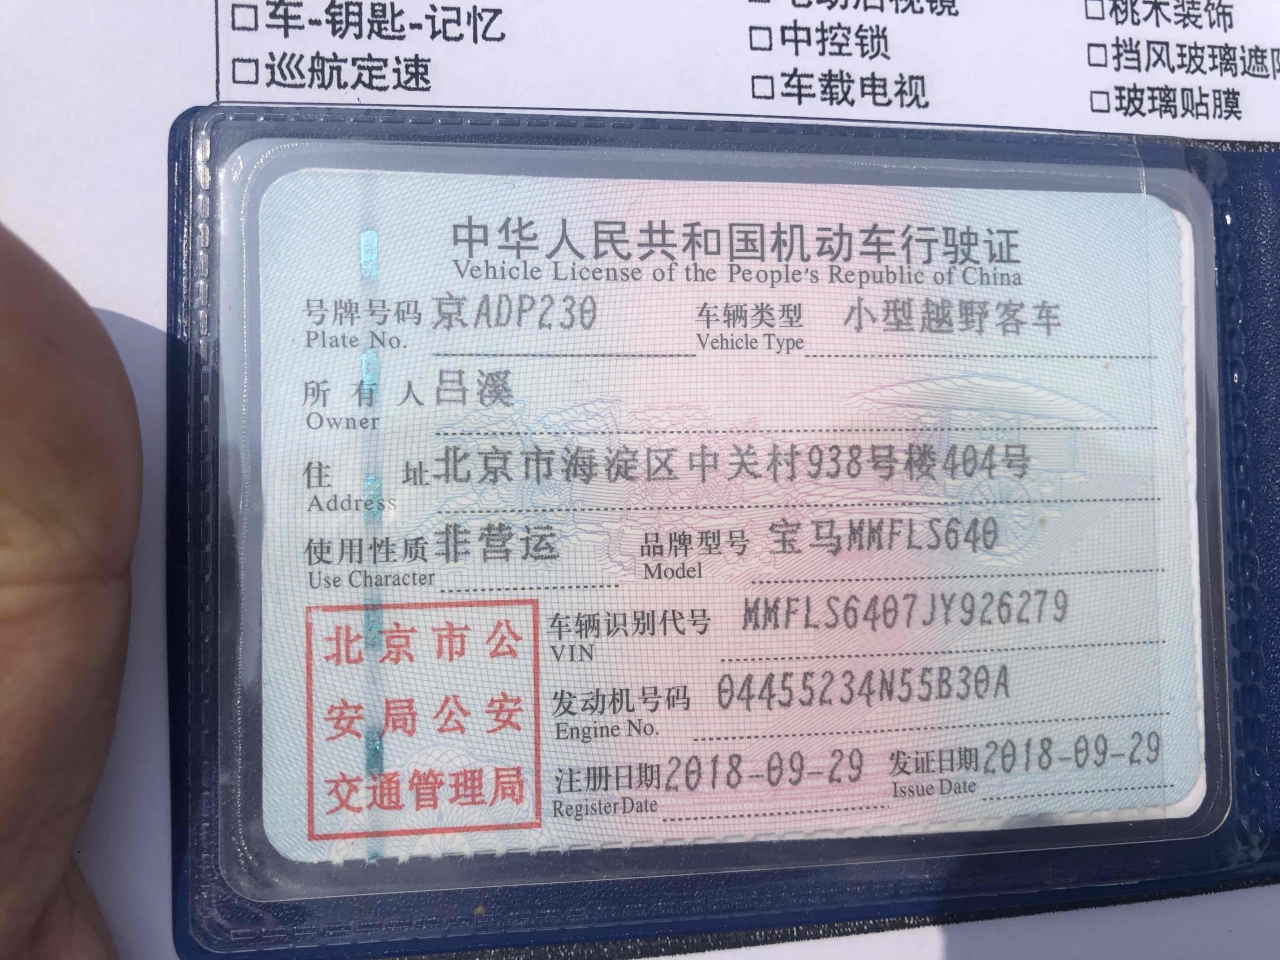 □车-钥匙-记忆
□巡航定速
□中控锁
□车载电视
□桃木装饰
□挡风玻璃遮
□玻璃贴膜
中华人民共和国机动车行驶证
Vehicle License of the People's Republic of China
号牌号码 京ADP230 车辆类型 小型越野客车
Plate No. Vehicle Type
所有人 吕溪
Owner
住址 北京市海淀区中关村938号楼404号
Address
使用性质 非营运 品牌型号 宝马MMFLS640
Use Character Model
车辆识别代号 MMFLS6407JY926279
VIN
发动机号码 04455234N55B30A
Engine No.
注册日期 2018-09-29 发证日期 2018-09-29
Register Date Issue Date
北京市公
安局公安
交通管理局